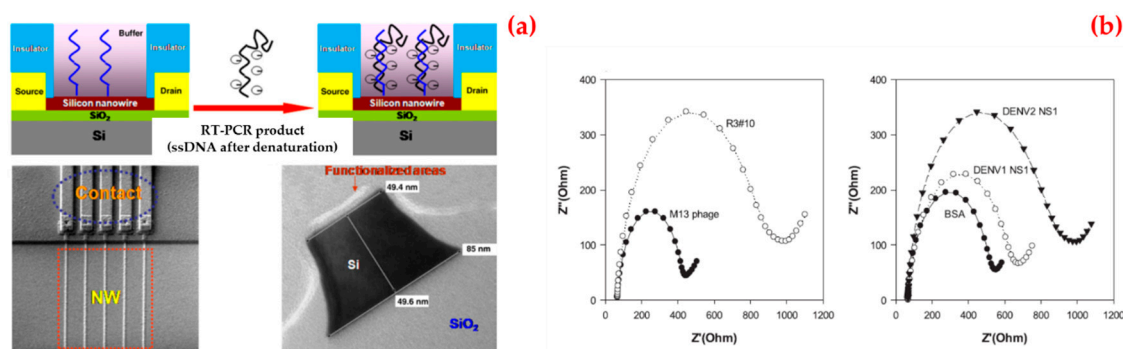 (a)
Insulator
Buffer
Insulator
Source
Drain
Silicon nanowire
SiO₂
Si
RT-PCR product
(ssDNA after denaturation)
Insulator
Insulator
Source
Drain
Silicon nanowire
SiO₂
Si
Contact
NW
Functionalized areas
49.4 nm
Si
85 nm
49.6 nm
SiO₂
(b)
400
300
200
100
0
Z''(Ohm)
R3#10
M13 phage
0 200 400 600 800 1000 1200
Z'(Ohm)
400
300
200
100
0
Z''(Ohm)
DENV2 NS1
DENV1 NS1
BSA
0 200 400 600 800 1000 1200
Z'(Ohm)